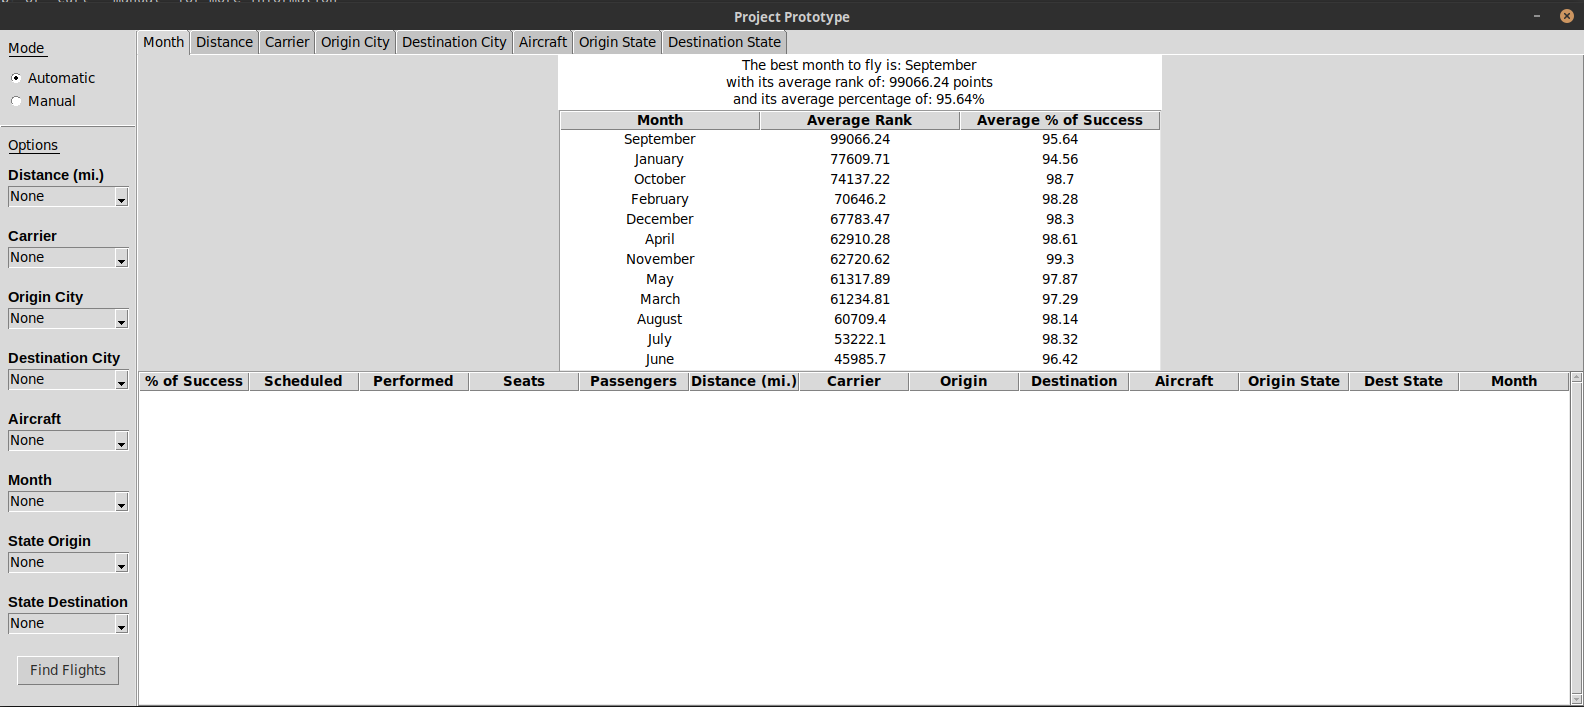 Project Prototype
Mode
Automatic
Manual
Options
Distance (mi.)
None
Carrier
None
Origin City
None
Destination City
None
Aircraft
None
Month
None
State Origin
None
State Destination
None
Find Flights
Month Distance Carrier Origin City Destination City Aircraft Origin State Destination State
The best month to fly is: September
with its average rank of: 99066.24 points
and its average percentage of: 95.64%
Month Average Rank Average % of Success
September 99066.24 95.64
January 77609.71 94.56
October 74137.22 98.7
February 70646.2 98.28
December 67783.47 98.3
April 62910.28 98.61
November 62720.62 99.3
May 61317.89 97.87
March 61234.81 97.29
August 60709.4 98.14
July 53222.1 98.32
June 45985.7 96.42
% of Success Scheduled Performed Seats Passengers Distance (mi.) Carrier Origin Destination Aircraft Origin State Dest State Month